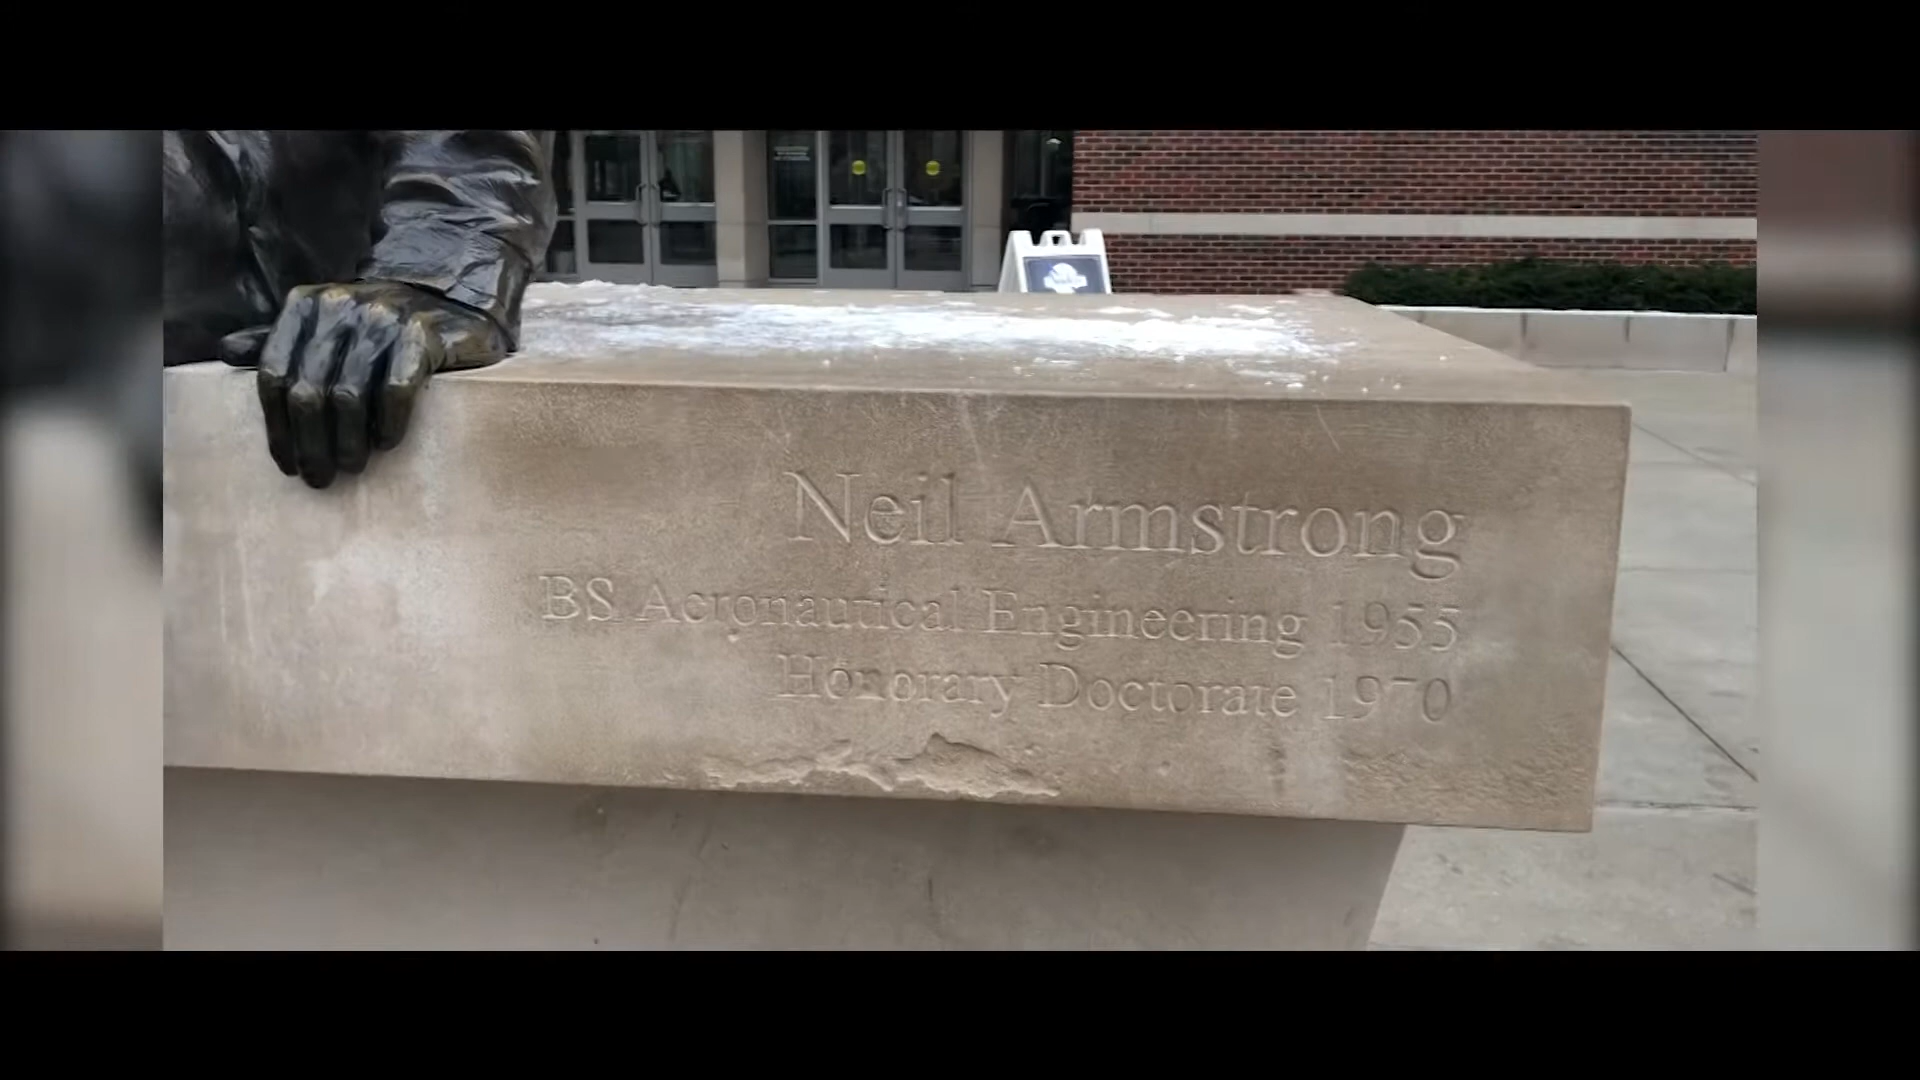 Neil Armstrong
BS Aeronautical Engineering 1955
Honorary Doctorate 1970